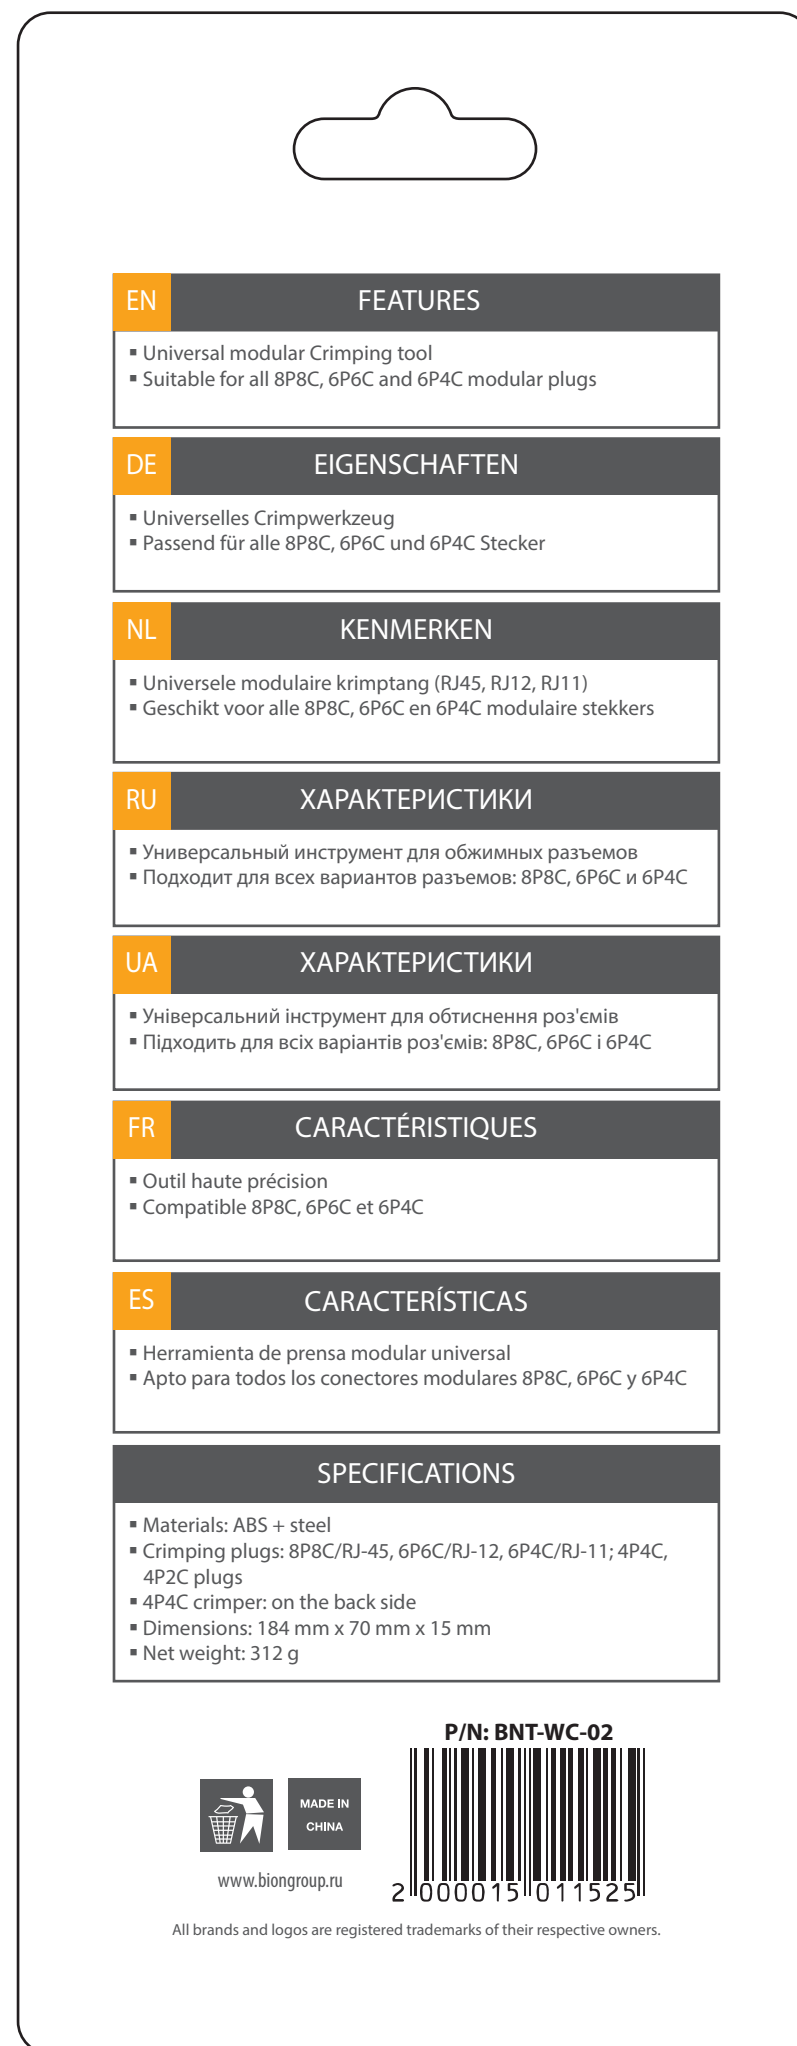 EN FEATURES
▪ Universal modular Crimping tool
▪ Suitable for all 8P8C, 6P6C and 6P4C modular plugs
DE EIGENSCHAFTEN
▪ Universelles Crimpwerkzeug
▪ Passend für alle 8P8C, 6P6C und 6P4C Stecker
NL KENMERKEN
▪ Universele modulaire krimptang (RJ45, RJ12, RJ11)
▪ Geschikt voor alle 8P8C, 6P6C en 6P4C modulaire stekkers
RU ХАРАКТЕРИСТИКИ
▪ Универсальный инструмент для обжимных разъемов
▪ Подходит для всех вариантов разъемов: 8P8C, 6P6C и 6P4C
UA ХАРАКТЕРИСТИКИ
▪ Універсальний інструмент для обтиснення роз'ємів
▪ Підходить для всіх варіантів роз'ємів: 8P8C, 6P6C і 6P4C
FR CARACTÉRISTIQUES
▪ Outil haute précision
▪ Compatible 8P8C, 6P6C et 6P4C
ES CARACTERÍSTICAS
▪ Herramienta de prensa modular universal
▪ Apto para todos los conectores modulares 8P8C, 6P6C y 6P4C
SPECIFICATIONS
▪ Materials: ABS + steel
▪ Crimping plugs: 8P8C/RJ-45, 6P6C/RJ-12, 6P4C/RJ-11; 4P4C,
4P2C plugs
▪ 4P4C crimper: on the back side
▪ Dimensions: 184 mm x 70 mm x 15 mm
▪ Net weight: 312 g
P/N: BNT-WC-02
MADE IN
CHINA
www.biongroup.ru
2 000015 011525
All brands and logos are registered trademarks of their respective owners.